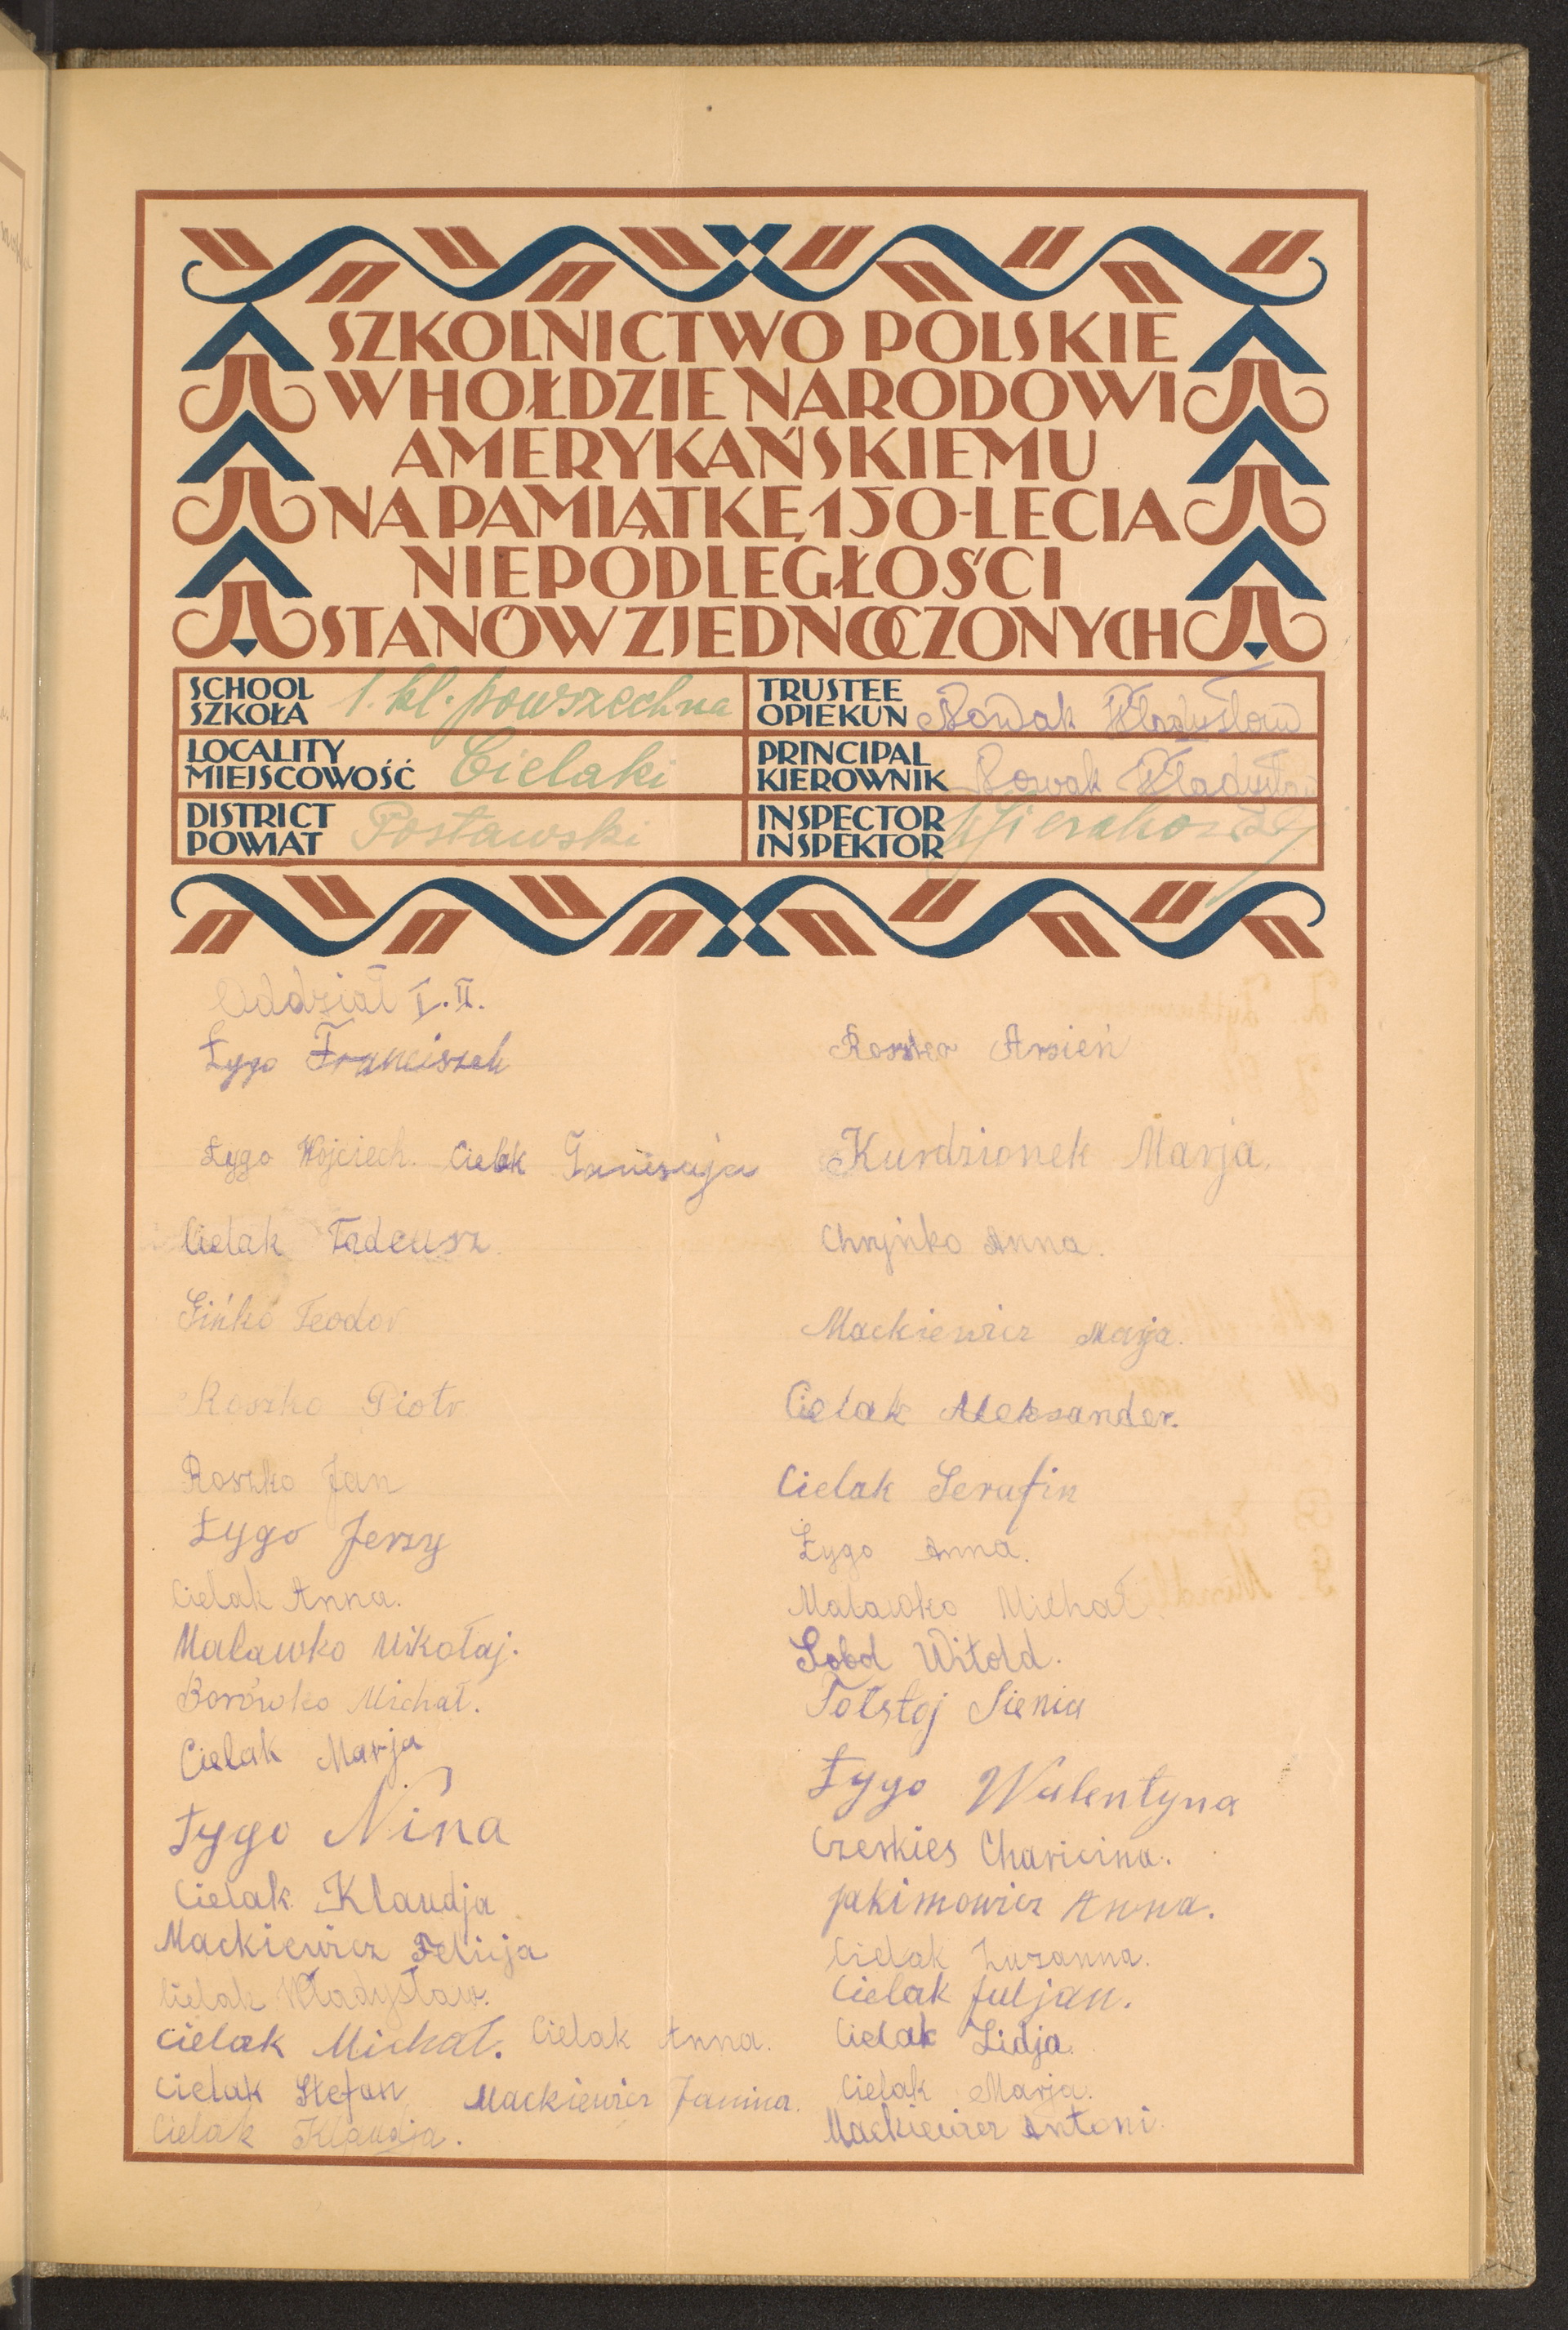 SZKOLNICTWO POLSKIE
W HOŁDZIE NARODOWI
AMERYKAŃSKIEMU
NA PAMIĄTKĘ 150-LECIA
NIEPODLEGŁOŚCI
STANÓW ZJEDNOCZONYCH
SCHOOL
SZKOŁA
1. kl. powszechna
TRUSTEE
OPIEKUN
Nowak Władysław
LOCALITY
MIEJSCOWOŚĆ
Cielaki
PRINCIPAL
KIEROWNIK
Nowak Władysław
DISTRICT
POWIAT
Postawski
INSPECTOR
INSPEKTOR
Oddział I. II.
Łygo Franciszek
Łygo Wojciech. Cielak
Cielak Tadeusz.
Sińko Teodor
Roszko Piotr
Roszko Jan
Łygo Jerzy
Cielak Anna.
Malawko Mikołaj.
Borówko Michał.
Cielak Marja
Łygo Nina
Cielak Klaudja
Mackiewicz Felicja
Cielak Władysław.
Cielak Michał. Cielak Anna.
Cielak Stefan Mackiewicz Janina.
Cielak Klaudja.
Arsień
Kurdzionek Marja.
Chryńko Anna.
Mackiewicz Marja.
Cielak Aleksander.
Cielak Serafin
Łygo Anna.
Malawko Michał
Sobol Witold.
Tołstoj Sienia
Łygo Walentyna
Czerkies Charicina.
Jakimowicz Anna.
Cielak Zuzanna.
Cielak Juljan.
Cielak Lidja.
Cielak Marja.
Mackiewicz Antoni.